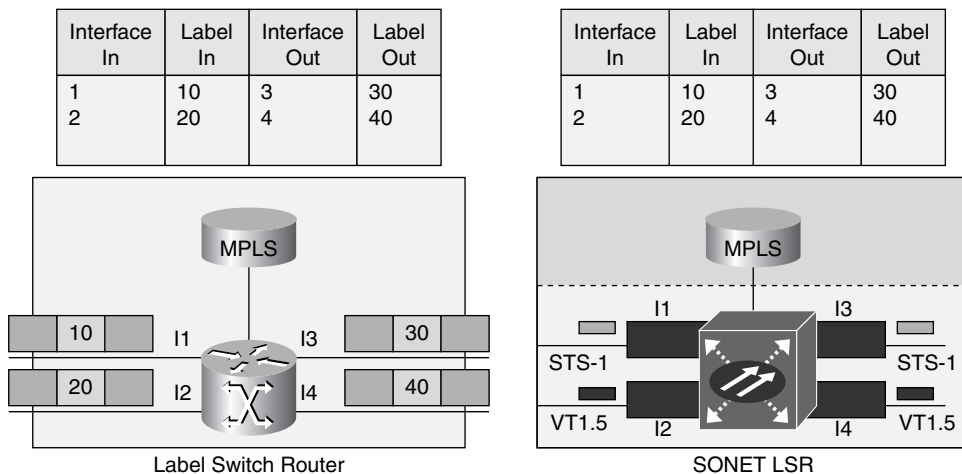 Interface In | Label In | Interface Out | Label Out
1 | 10 | 3 | 30
2 | 20 | 4 | 40
Interface In | Label In | Interface Out | Label Out
1 | 10 | 3 | 30
2 | 20 | 4 | 40
MPLS
10 I1 I3 30
20 I2 I4 40
Label Switch Router
MPLS
I1 I3
STS-1 STS-1
VT1.5 I2 I4 VT1.5
SONET LSR